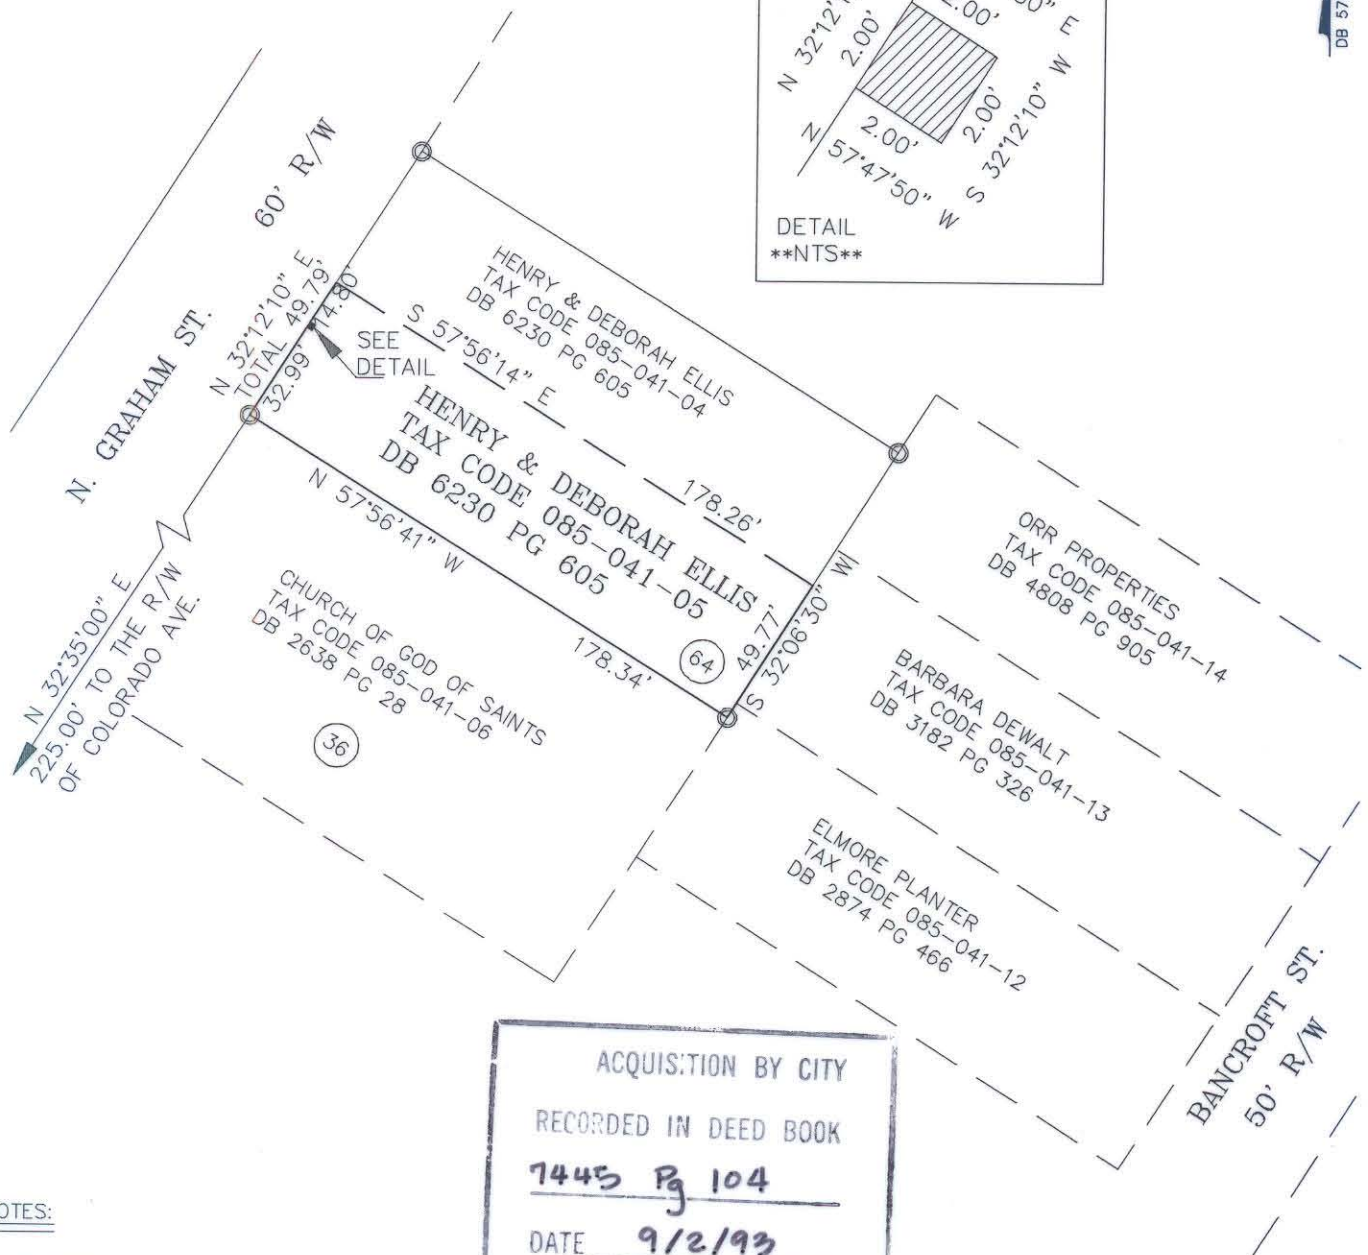 2.00'
N 32°12'
2.00'
2.00'
S 32°12'10" W
2.00'
N 57°47'50" W
DETAIL
**NTS**
DB 57
60' R/W
N. GRAHAM ST.
N 32°12'10" E
TOTAL 49.79'
32.99'
14.80'
SEE
DETAIL
HENRY & DEBORAH ELLIS
TAX CODE 085-041-04
DB 6230 PG 605
S 57°56'14" E
178.26'
HENRY & DEBORAH ELLIS
TAX CODE 085-041-05
DB 6230 PG 605
64
N 57°56'41" W
178.34'
S 32°06'30" W
49.77'
N 32°35'00" E
225.00' TO THE R/W
OF COLORADO AVE.
CHURCH OF GOD OF SAINTS
TAX CODE 085-041-06
DB 2638 PG 28
36
ORR PROPERTIES
TAX CODE 085-041-14
DB 4808 PG 905
BARBARA DEWALT
TAX CODE 085-041-13
DB 3182 PG 326
ELMORE PLANTER
TAX CODE 085-041-12
DB 2874 PG 466
BANCROFT ST.
50' R/W
ACQUISITION BY CITY
RECORDED IN DEED BOOK
7445 Pg 104
DATE 9/2/93
OTES: